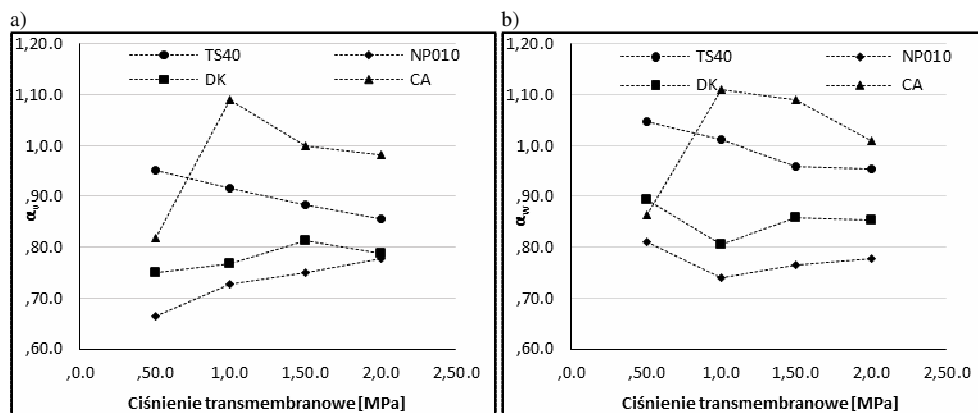 a)
1,20.0
1,10.0
1,0.0
,90.0
,80.0
,70.0
,60.0
TS40
NP010
DK
CA
,0.0
,50.0
1,0.0
1,50.0
2,0.0
2,50.0
Ciśnienie transmembranowe [MPa]
b)
1,20.0
1,10.0
1,0.0
,90.0
,80.0
,70.0
,60.0
αw
TS40
NP010
DK
CA
,0.0
,50.0
1,0.0
1,50.0
2,0.0
2,50.0
Ciśnienie transmembranowe [MPa]